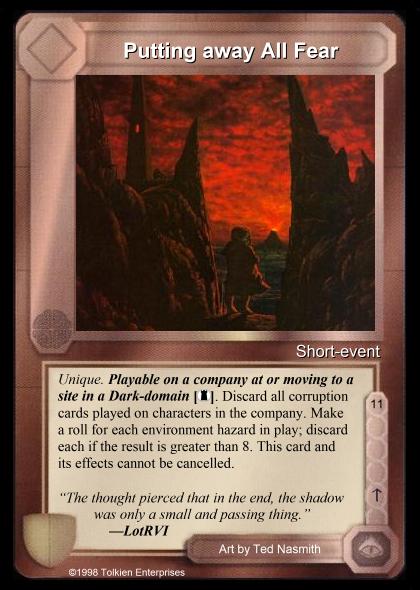 Putting away All Fear
Short-event
Unique. Playable on a company at or moving to a
site in a Dark-domain [ ]. Discard all corruption
cards played on characters in the company. Make
a roll for each environment hazard in play; discard
each if the result is greater than 8. This card and
its effects cannot be cancelled.
11
“The thought pierced that in the end, the shadow
was only a small and passing thing.”
—LotRVI
Art by Ted Nasmith
©1998 Tolkien Enterprises